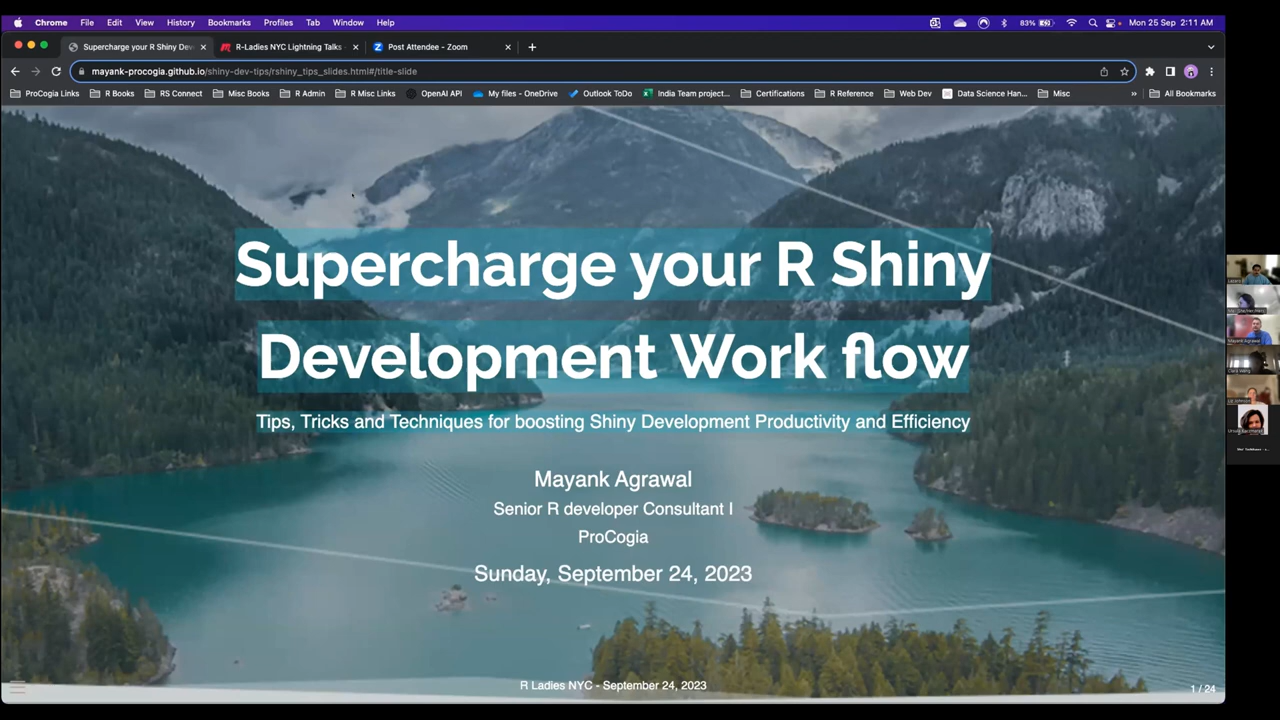 Chrome File Edit View History Bookmarks Profiles Tab Window Help
83% Mon 25 Sep 2:11 AM
Supercharge your R Shiny Dev
R-Ladies NYC Lightning Talks
Post Attendee - Zoom
mayank-procogia.github.io/shiny-dev-tips/rshiny_tips_slides.html#/title-slide
ProCogia Links R Books RS Connect Misc Books R Admin R Misc Links OpenAI API My files - OneDrive Outlook ToDo India Team project... Certifications R Reference Web Dev Data Science Han... Misc » All Bookmarks
Supercharge your R Shiny
Development Work flow
Tips, Tricks and Techniques for boosting Shiny Development Productivity and Efficiency
Mayank Agrawal
Senior R developer Consultant I
ProCogia
Sunday, September 24, 2023
R Ladies NYC - September 24, 2023
1 / 24
Mayank Agrawal